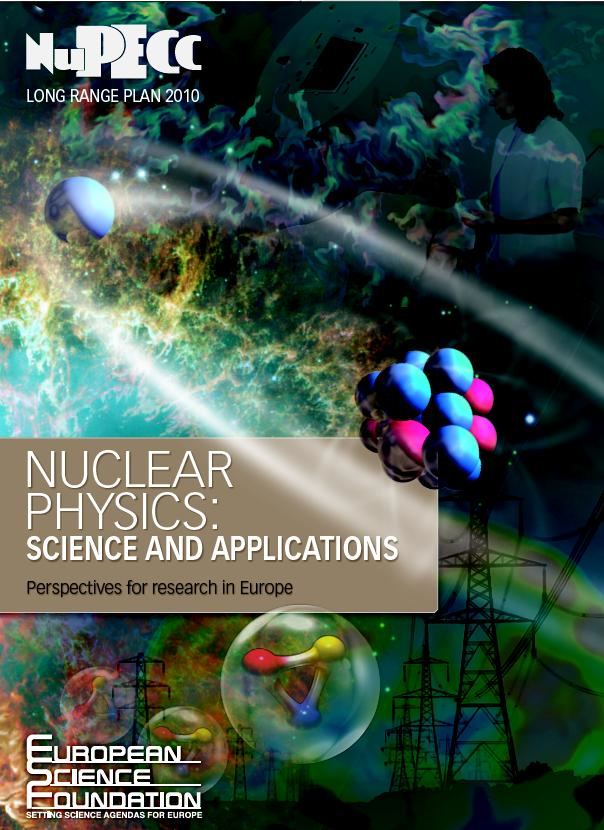 NuPECC
LONG RANGE PLAN 2010
NUCLEAR
PHYSICS:
SCIENCE AND APPLICATIONS
Perspectives for research in Europe
EUROPEAN
SCIENCE
FOUNDATION
SETTING SCIENCE AGENDAS FOR EUROPE